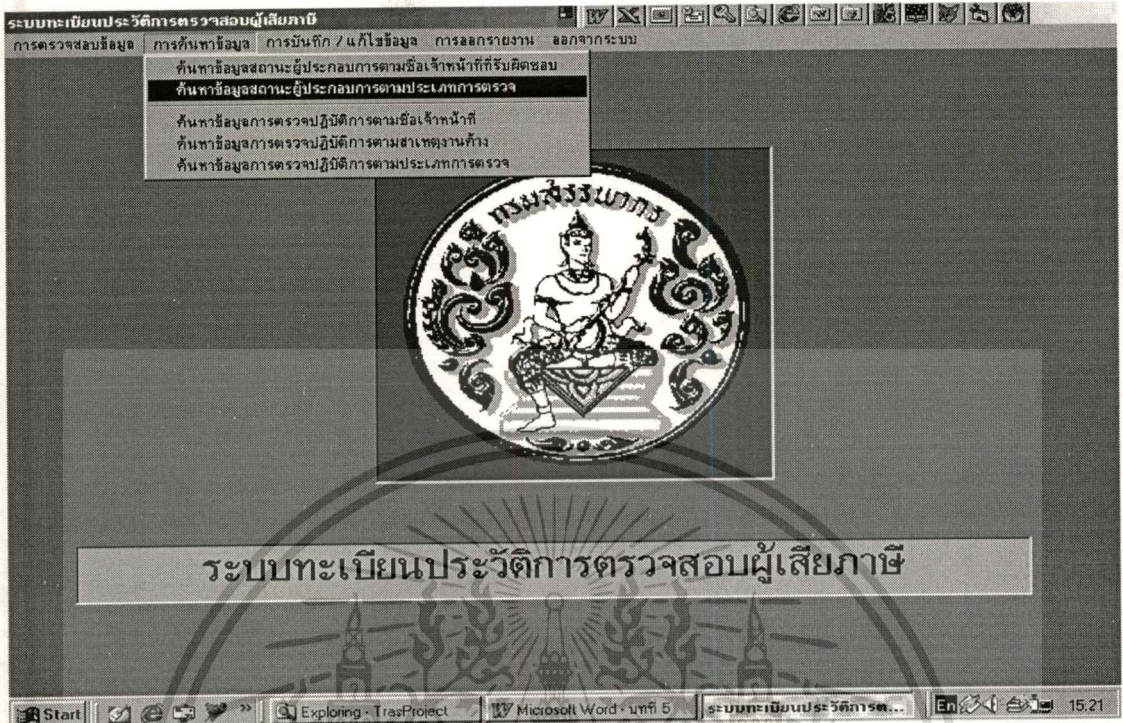 ระบบทะเบียนประวัติการตรวจสอบผู้เสียภาษี
การตรวจสอบข้อมูล การค้นหาข้อมูล การบันทึก / แก้ไขข้อมูล การออกรายงาน ออกจากระบบ
ค้นหาข้อมูลสถานะผู้ประกอบการตามชื่อเจ้าหน้าที่ที่รับผิดชอบ
ค้นหาข้อมูลสถานะผู้ประกอบการตามประเภทการตรวจ
ค้นหาข้อมูลการตรวจปฏิบัติการตามชื่อเจ้าหน้าที่
ค้นหาข้อมูลการตรวจปฏิบัติการตามสาเหตุงานค้าง
ค้นหาข้อมูลการตรวจปฏิบัติการตามประเภทการตรวจ
กรมสรรพากร
ระบบทะเบียนประวัติการตรวจสอบผู้เสียภาษี
Start » Exploring - TrasProject Microsoft Word - บทที่ 5 ระบบทะเบียนประวัติการต... En 15:21